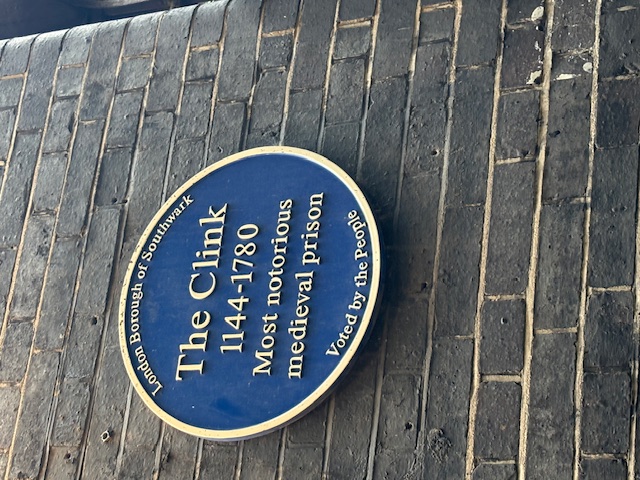 London Borough of Southwark
The Clink
1144-1780
Most notorious
medieval prison
Voted by the People